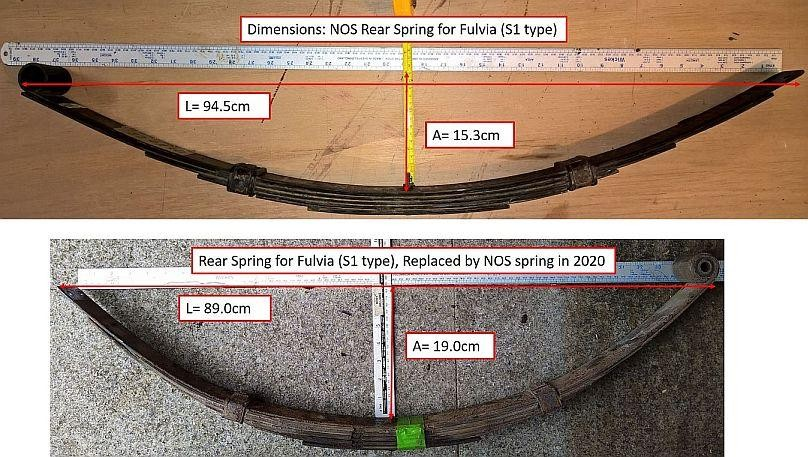 Dimensions: NOS Rear Spring for Fulvia (S1 type)
Wickes
L= 94.5cm
A= 15.3cm
Rear Spring for Fulvia (S1 type), Replaced by NOS spring in 2020
L= 89.0cm
A= 19.0cm